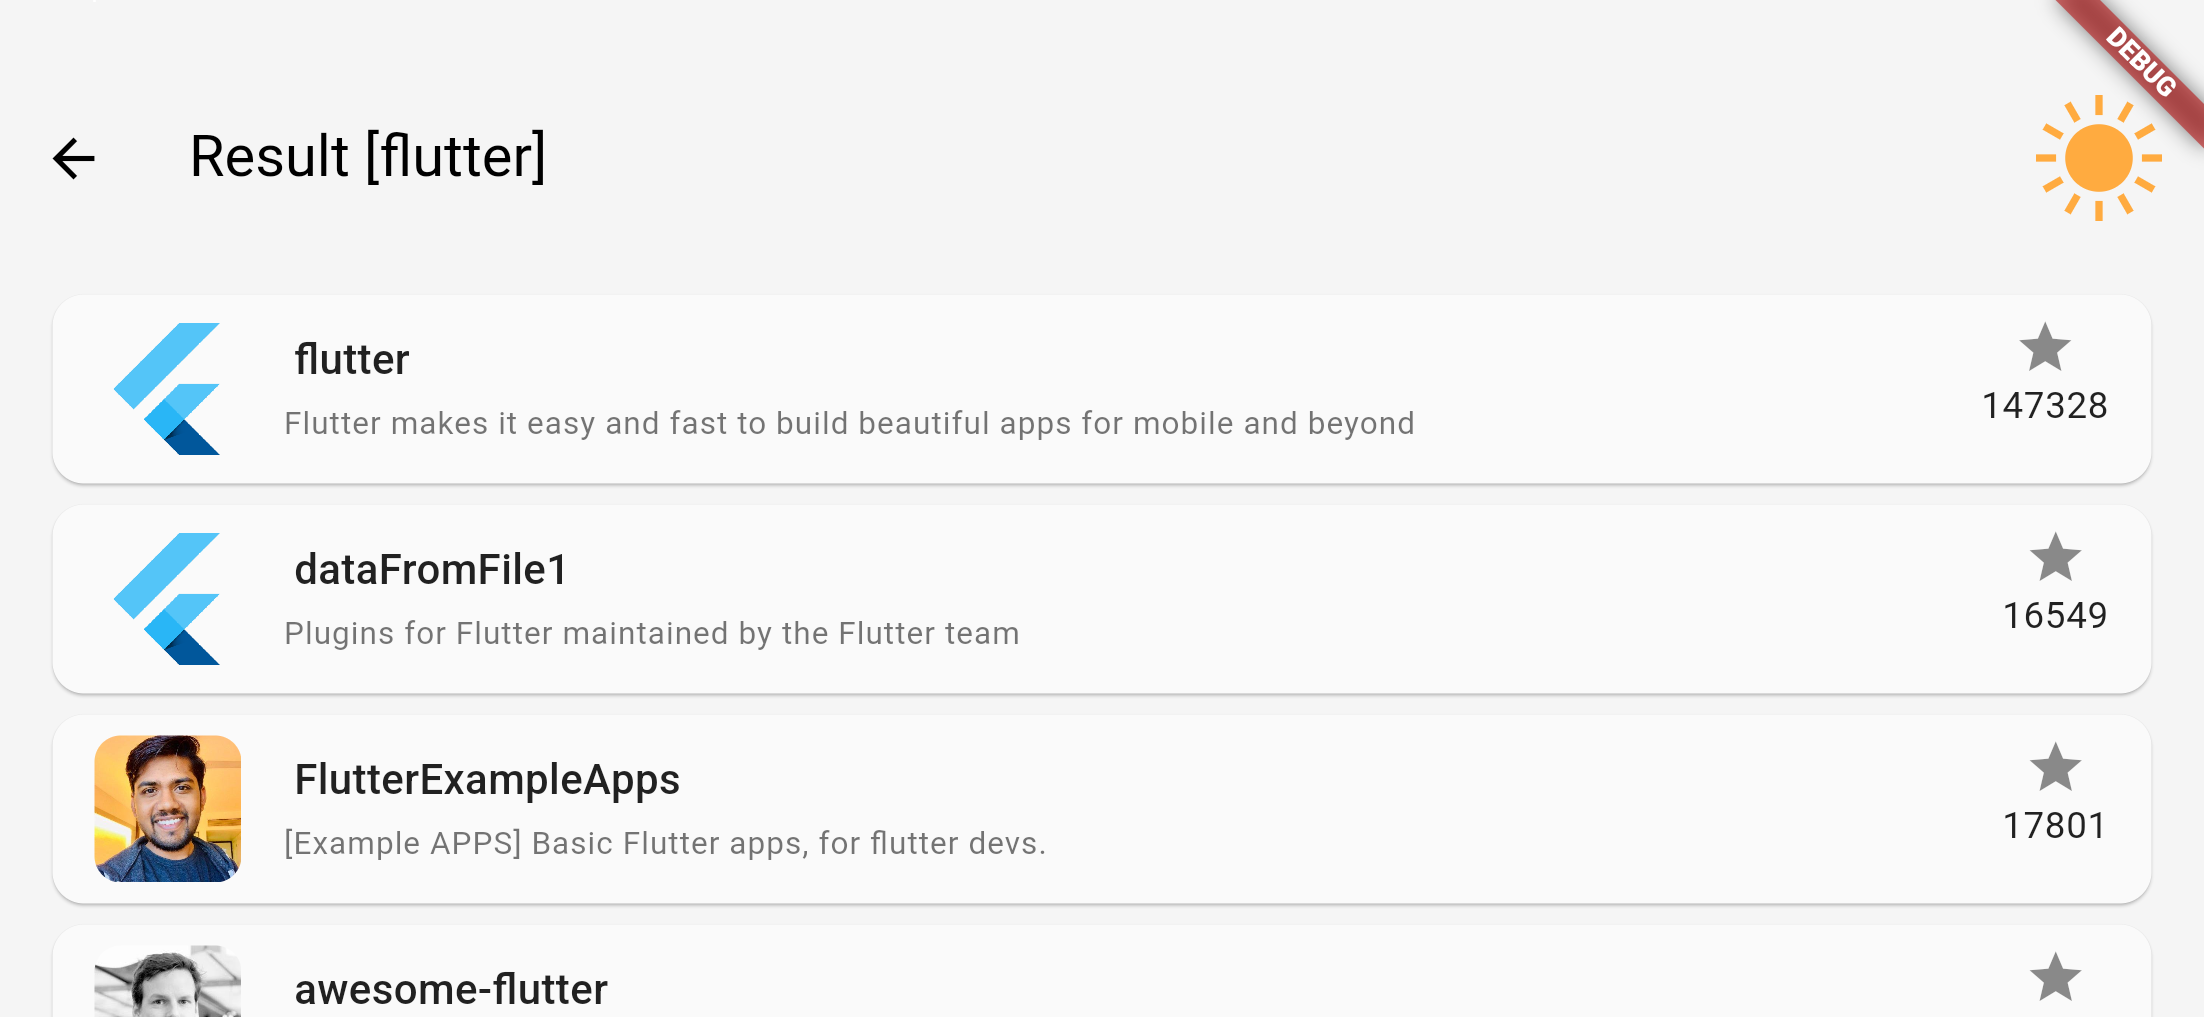 DEBUG
Result [flutter]
flutter
Flutter makes it easy and fast to build beautiful apps for mobile and beyond
147328
dataFromFile1
Plugins for Flutter maintained by the Flutter team
16549
FlutterExampleApps
[Example APPS] Basic Flutter apps, for flutter devs.
17801
awesome-flutter